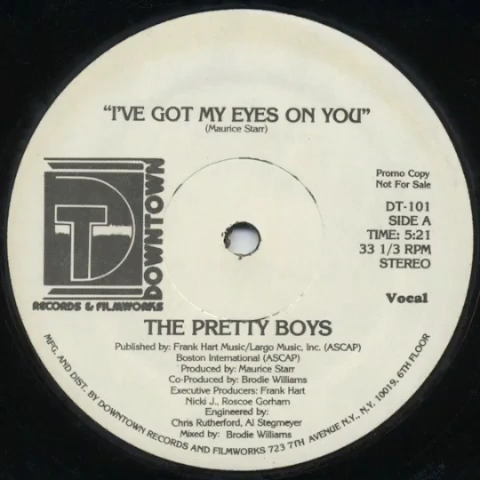 "I'VE GOT MY EYES ON YOU"
(Maurice Starr)
Promo Copy
Not For Sale
DT-101
SIDE A
TIME: 5:21
33 1/3 RPM
STEREO
Vocal
DT
DOWNTOWN
RECORDS & FILMWORKS
THE PRETTY BOYS
Published by: Frank Hart Music/Largo Music, Inc. (ASCAP)
Boston International (ASCAP)
Produced by: Maurice Starr
Co-Produced by: Brodie Williams
Executive Producers: Frank Hart
Nicki J., Roscoe Gorham
Engineered by:
Chris Rutherford, Al Stegmeyer
Mixed by: Brodie Williams
MFG. AND DIST. BY DOWNTOWN RECORDS AND FILMWORKS 723 7TH AVENUE N.Y., N.Y. 10019. 6TH FLOOR